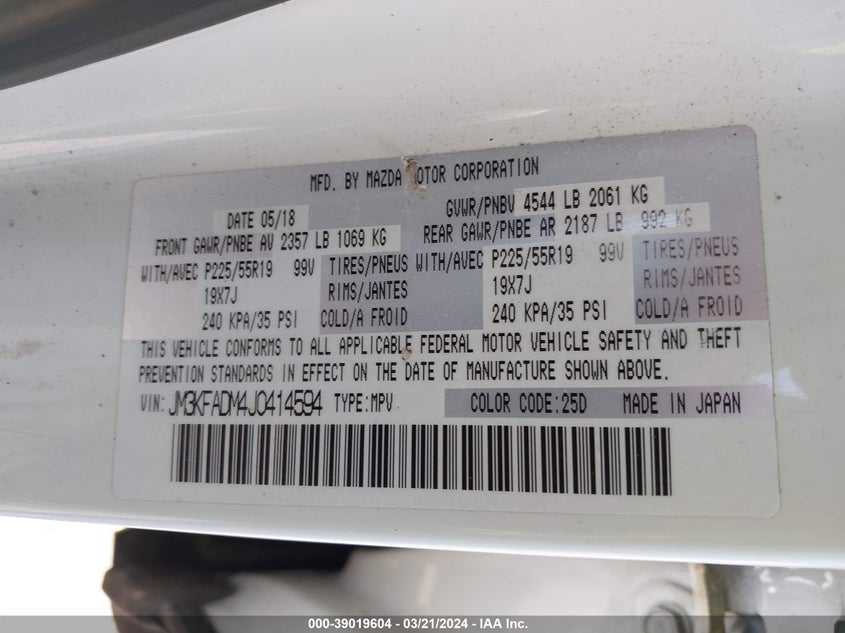 MFD. BY MAZDA MOTOR CORPORATION
DATE 05/18 GVWR/PNBV 4544 LB 2061 KG
FRONT GAWR/PNBE AV 2357 LB 1069 KG REAR GAWR/PNBE AR 2187 LB 992 KG
WITH/AVEC P225/55R19 99V TIRES/PNEUS WITH/AVEC P225/55R19 99V TIRES/PNEUS
19X7J RIMS/JANTES 19X7J RIMS/JANTES
240 KPA/35 PSI COLD/A FROID 240 KPA/35 PSI COLD/A FROID
THIS VEHICLE CONFORMS TO ALL APPLICABLE FEDERAL MOTOR VEHICLE SAFETY AND THEFT
PREVENTION STANDARDS IN EFFECT ON THE DATE OF MANUFACTURE SHOWN ABOVE.
VIN: JM3KFADM4J0414594 TYPE:MPV COLOR CODE:25D MADE IN JAPAN
000-39019604 - 03/21/2024 - IAA Inc.